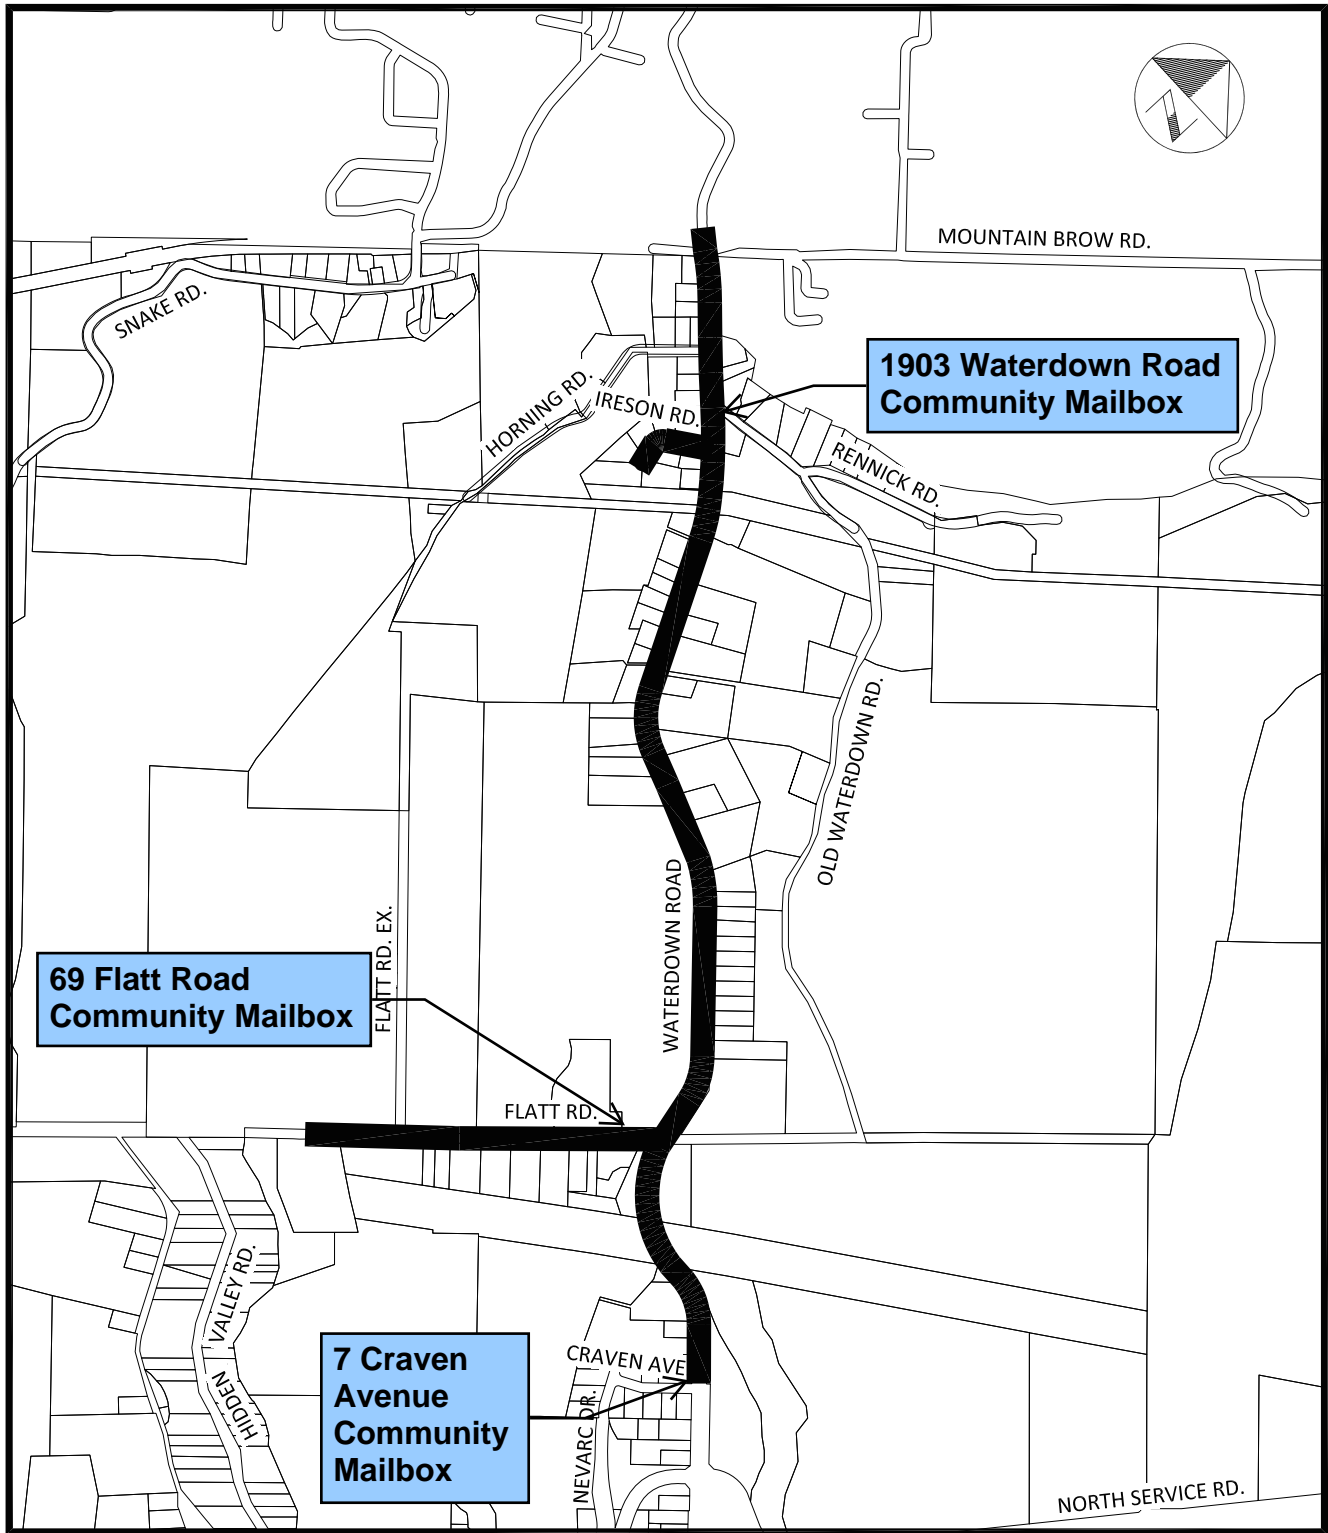 MOUNTAIN BROW RD.
SNAKE RD.
1903 Waterdown Road
Community Mailbox
HORNING RD.
IRESON RD.
RENNICK RD.
OLD WATERDOWN RD.
WATERDOWN ROAD
FLATT RD. EX.
69 Flatt Road
Community Mailbox
FLATT RD.
HIDDEN VALLEY RD.
7 Craven
Avenue
Community
Mailbox
CRAVEN AVE
NEVARC DR.
NORTH SERVICE RD.